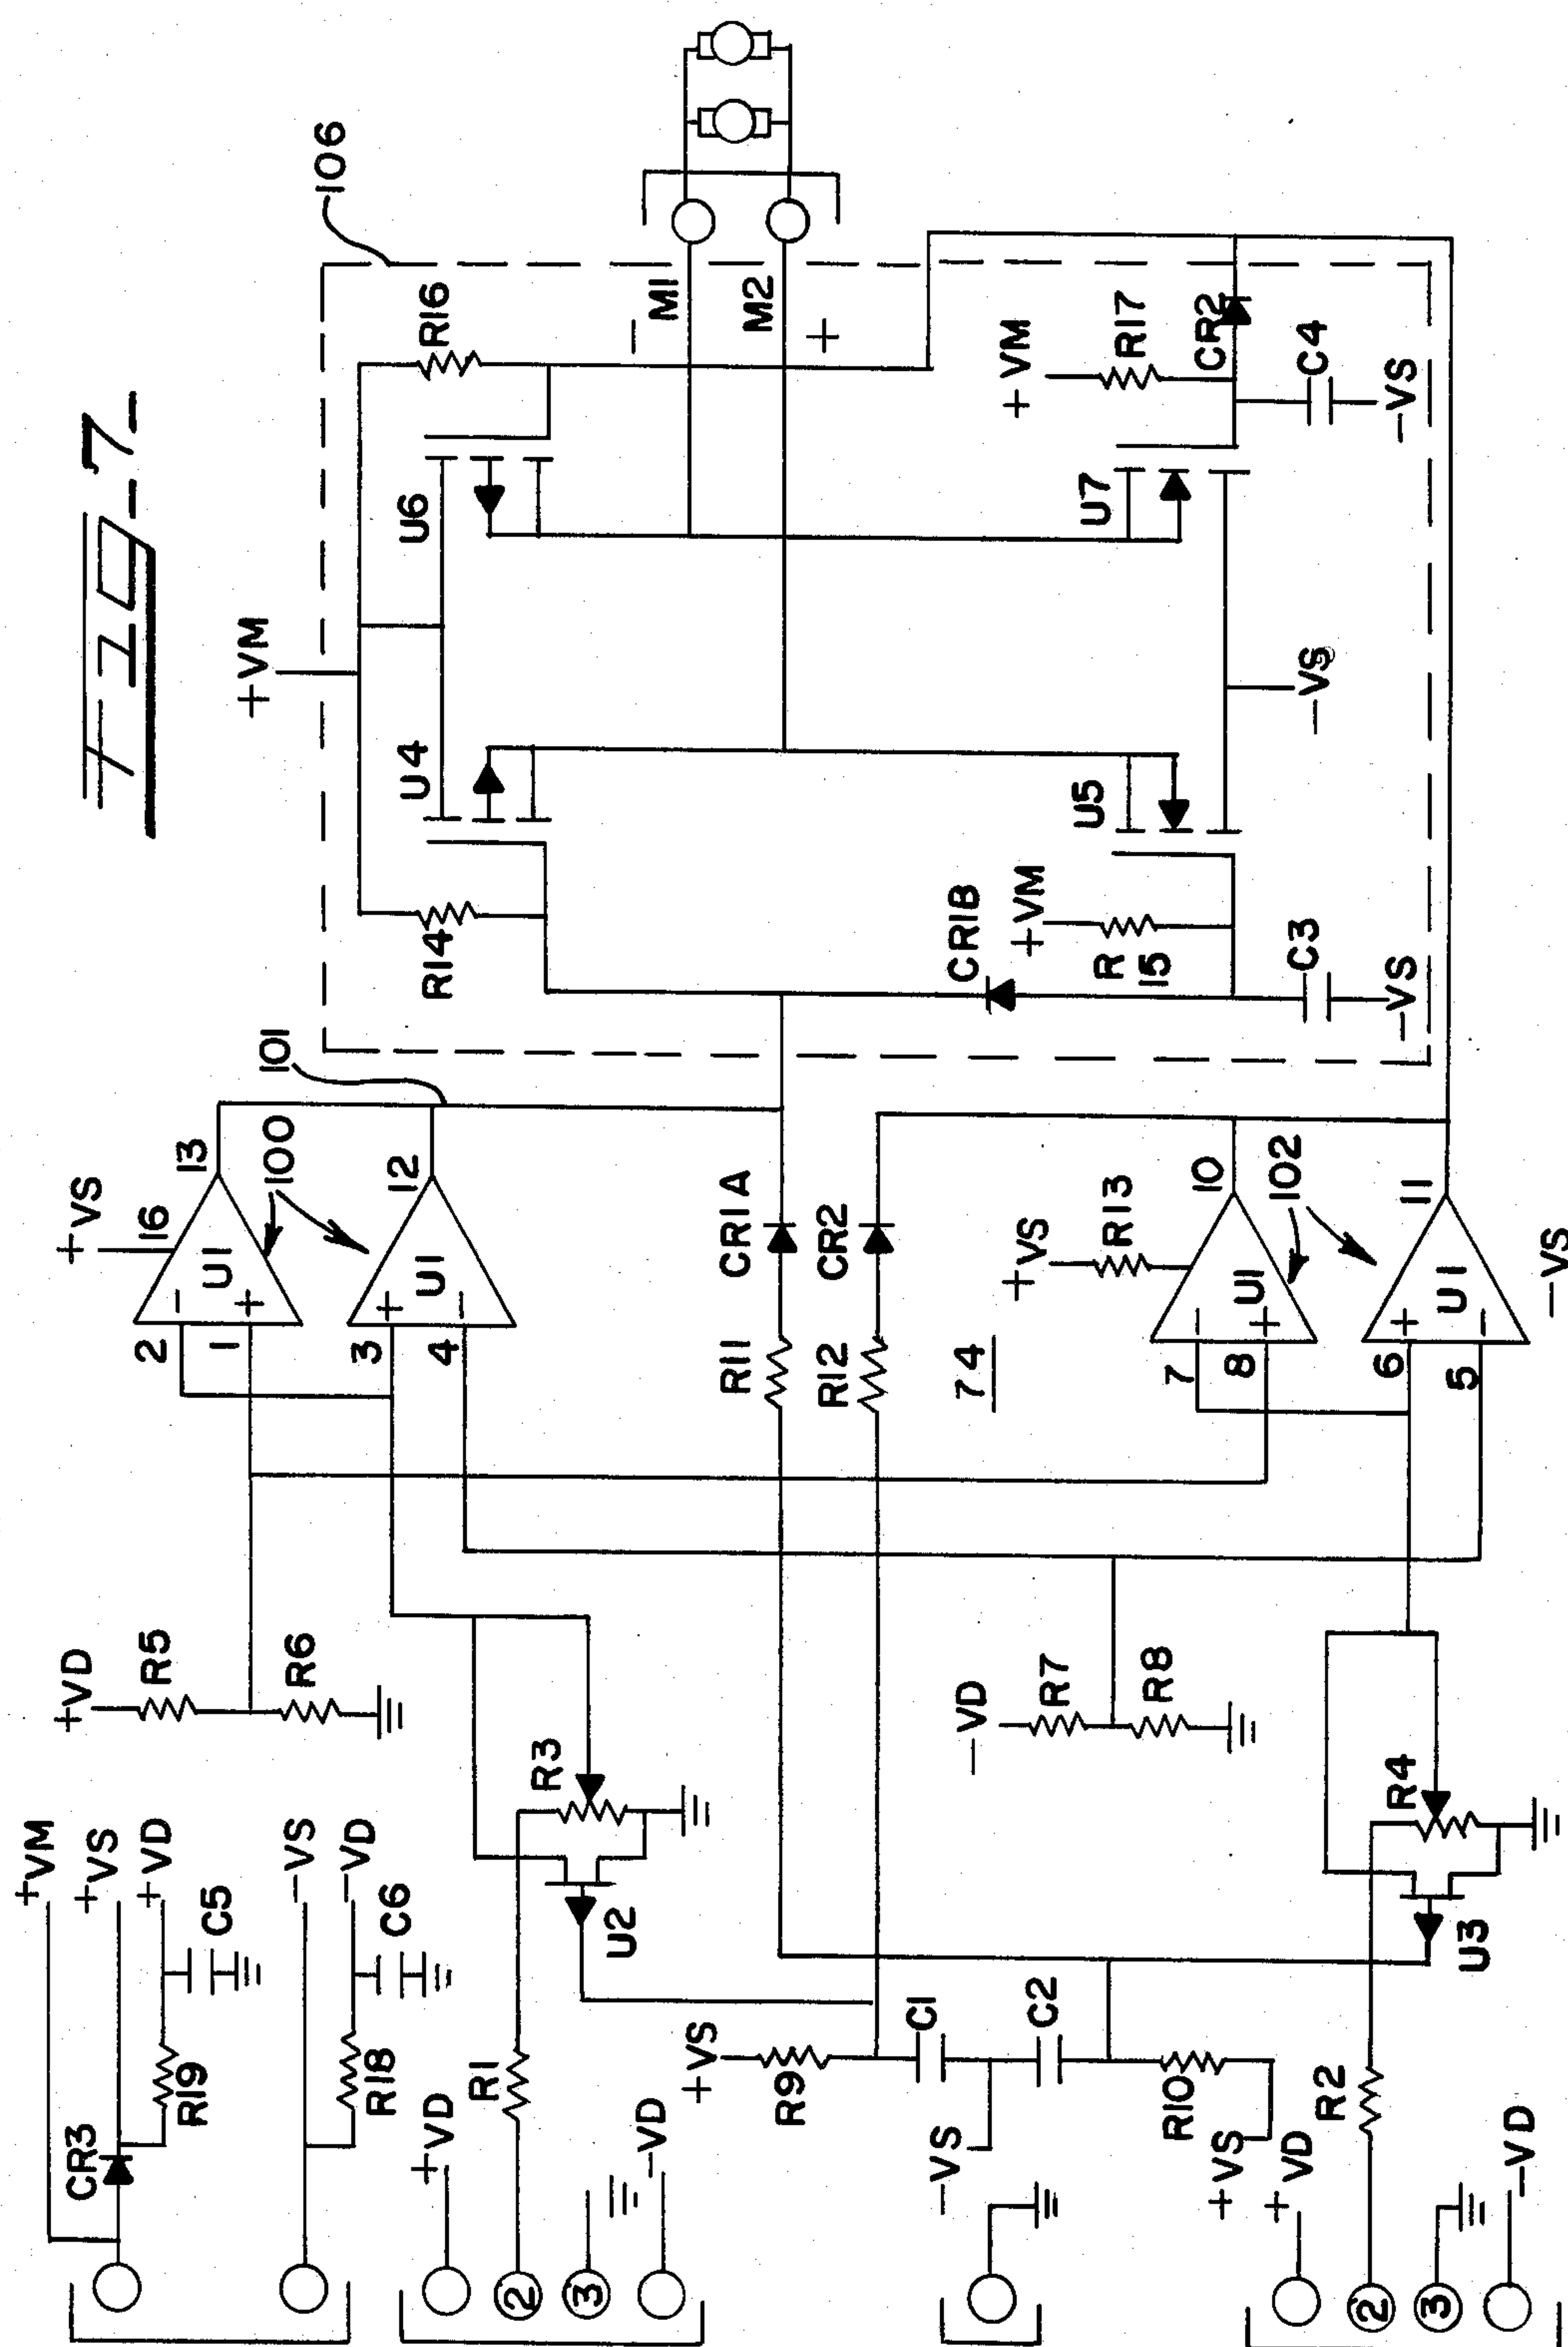 FIG. 7
106
+VM
R16
R14
U4
U6
M1
−
M2
+
+VM
R17
CR2
U7
C4
−VS
U5
CR1B
+VM
R
15
C3
−VS
−VS
101
+VS
16
13
100
U1
−
+
2
1
12
U1
+
−
3
4
CR1A
R11
CR2
R12
74
+VS
R13
10
102
U1
−
+
7
8
11
U1
+
−
6
5
−VS
+VD
R5
R6
R3
U2
−VD
R7
R8
R4
U3
+VM
+VS
+VD
C5
R19
CR3
−VS
−VD
C6
R18
+VD
R1
2
3
−VD
+VS
R9
C1
C2
−VS
R10
+VS
+VD
R2
2
3
−VD